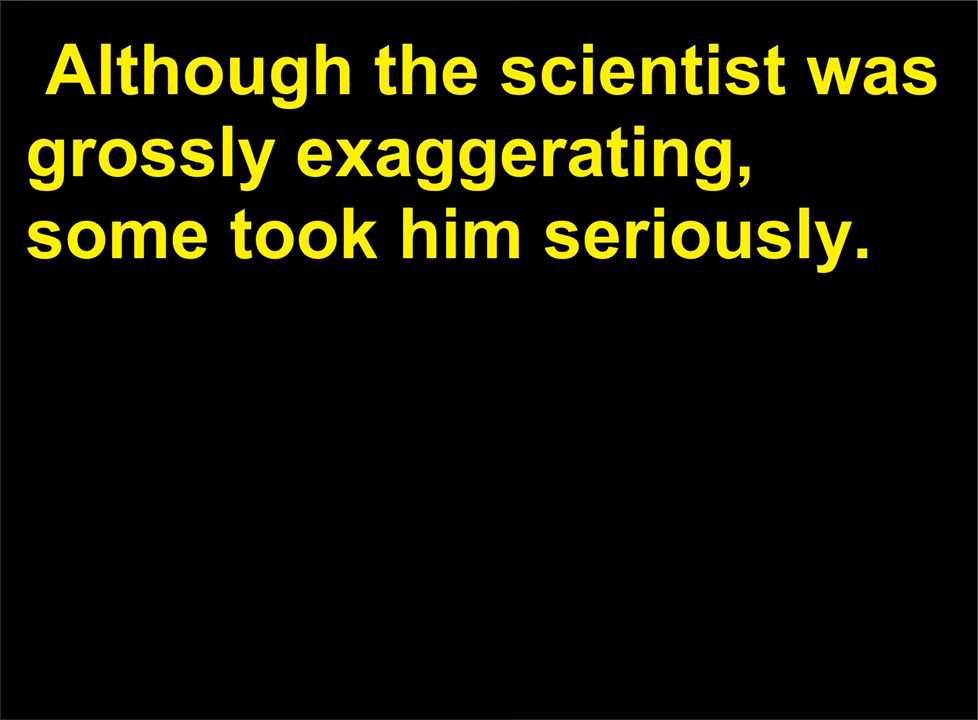 Although the scientist was
grossly exaggerating,
some took him seriously.